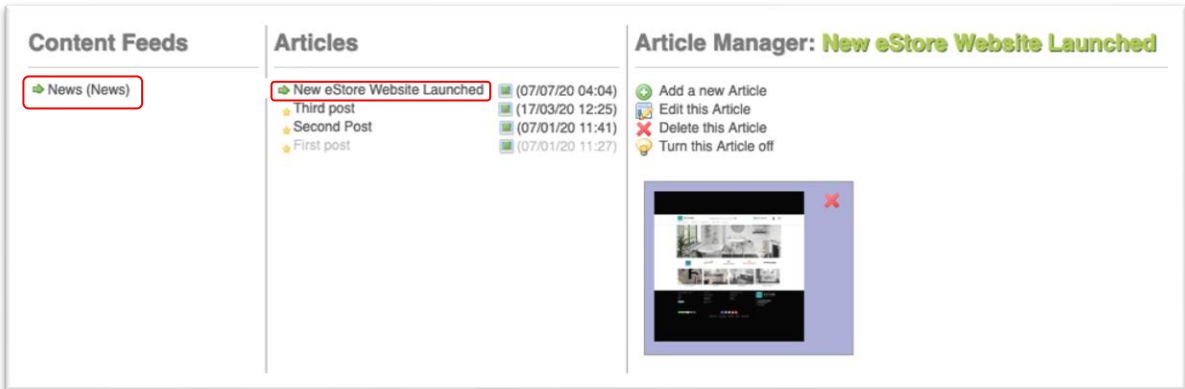 Content Feeds
News (News)
Articles
New eStore Website Launched (07/07/20 04:04)
Third post (17/03/20 12:25)
Second Post (07/01/20 11:41)
First post (07/01/20 11:27)
Article Manager: New eStore Website Launched
Add a new Article
Edit this Article
Delete this Article
Turn this Article off